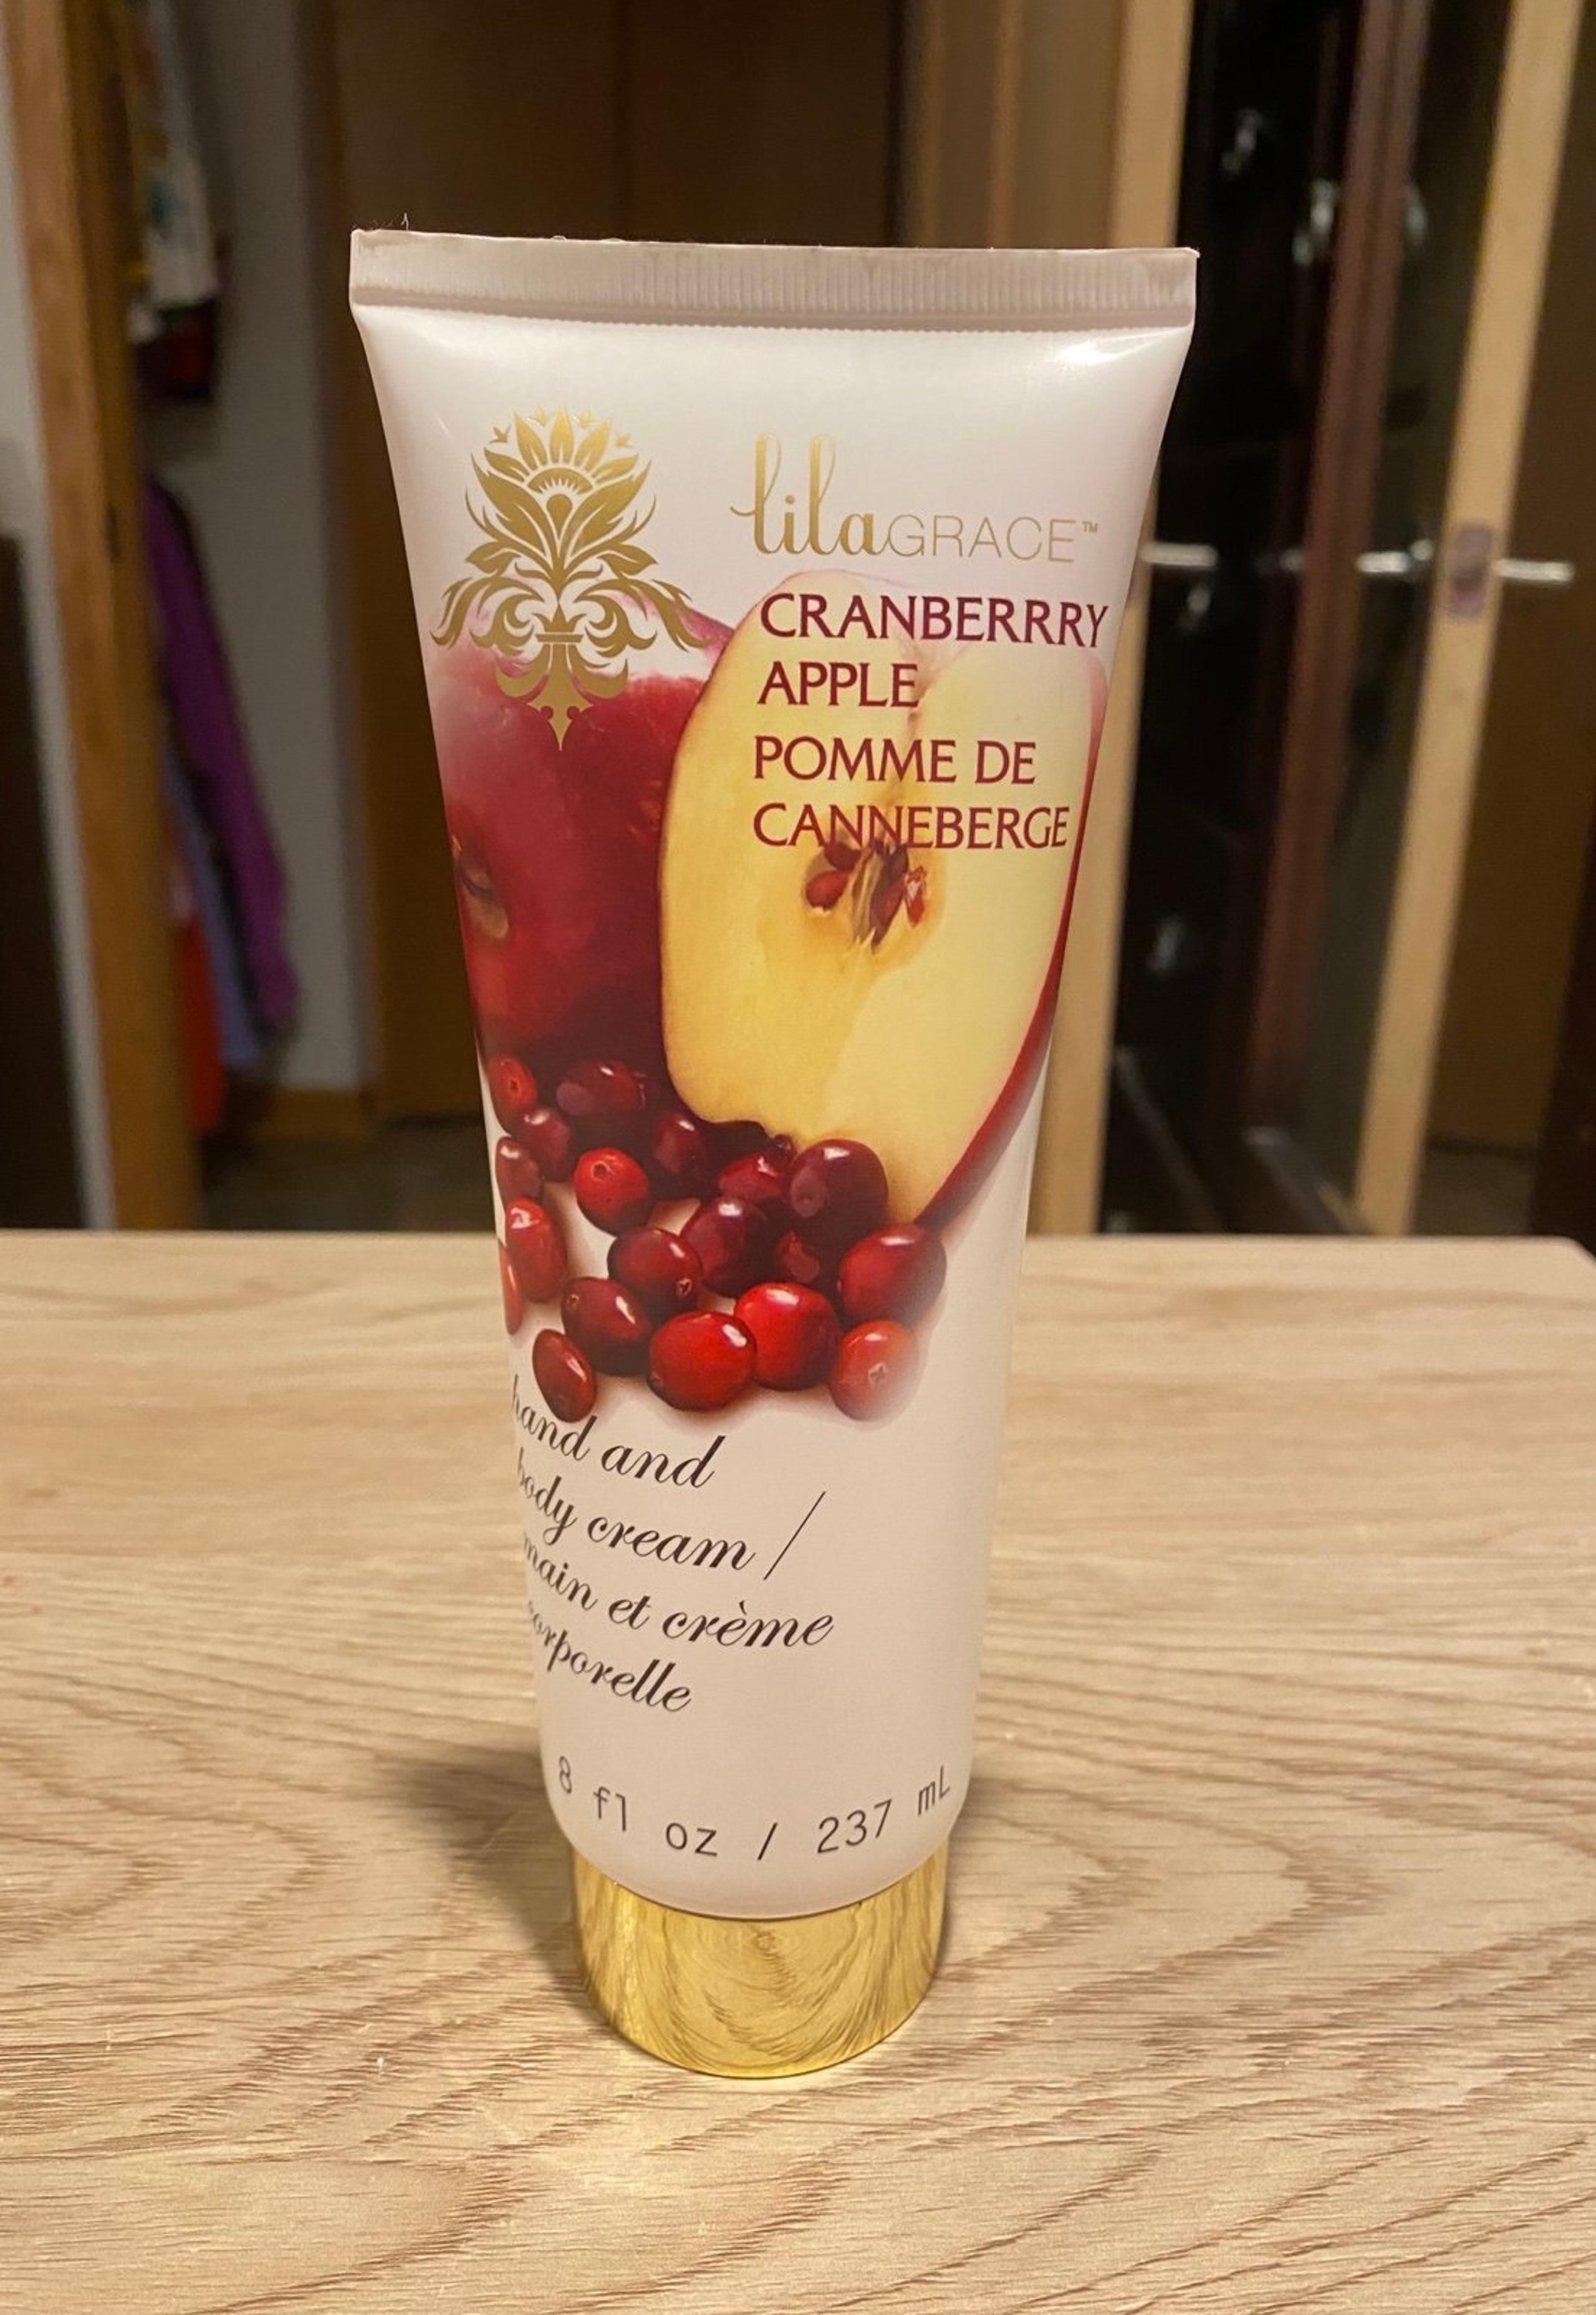 lilaGRACE™
CRANBERRRY
APPLE
POMME DE
CANNEBERGE
hand and
body cream /
main et crème
corporelle
8 fl oz / 237 mL